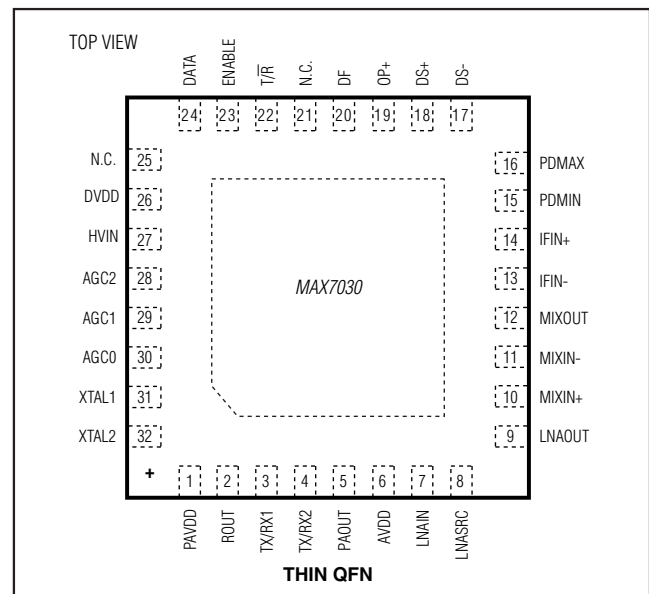 TOP VIEW
DATA
ENABLE
T̅/R
N.C.
DF
OP+
DS+
DS-
24 23 22 21 20 19 18 17
N.C. 25
DVDD 26
HVIN 27
AGC2 28
AGC1 29
AGC0 30
XTAL1 31
XTAL2 32
MAX7030
16 PDMAX
15 PDMIN
14 IFIN+
13 IFIN-
12 MIXOUT
11 MIXIN-
10 MIXIN+
9 LNAOUT
+ 1 2 3 4 5 6 7 8
PAVDD
ROUT
TX/RX1
TX/RX2
PAOUT
AVDD
LNAIN
LNASRC
THIN QFN